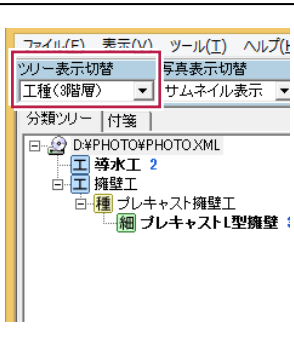 ファイル(F) 表示(V) ツール(T) ヘルプ(H
ツリー表示切替 写真表示切替
工種(3階層) サムネイル表示
分類ツリー 付箋
D:¥PHOTO¥PHOTO.XML
工 導水工 2
工 擁壁工
種 プレキャスト擁壁工
細 プレキャストL型擁壁 3